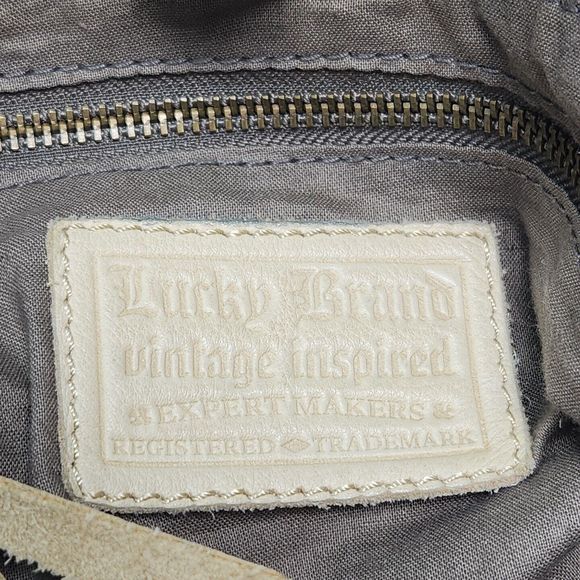 Lucky Brand
vintage inspired
EXPERT MAKERS &
REGISTERED TRADEMARK